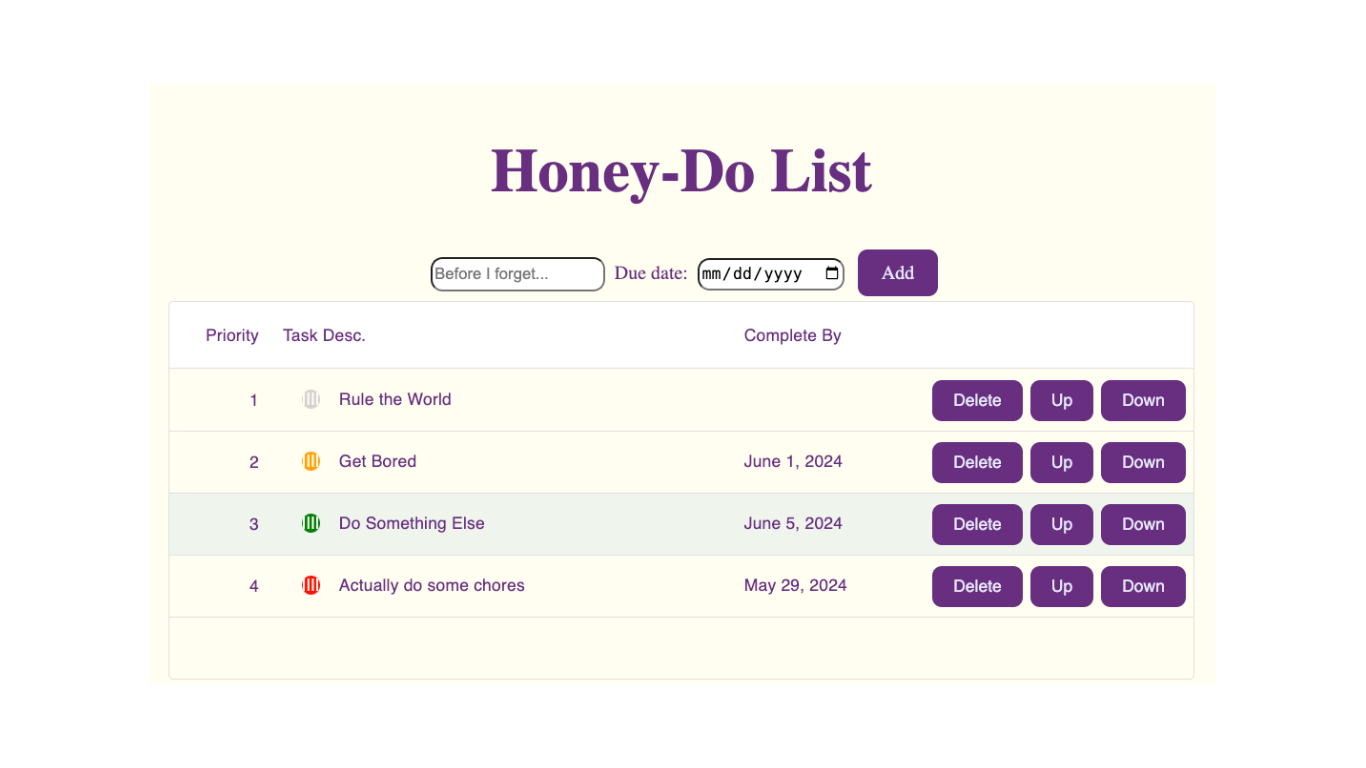 Honey-Do List
Before I forget... Due date: mm/dd/yyyy Add
Priority Task Desc. Complete By
1 Rule the World Delete Up Down
2 Get Bored June 1, 2024 Delete Up Down
3 Do Something Else June 5, 2024 Delete Up Down
4 Actually do some chores May 29, 2024 Delete Up Down